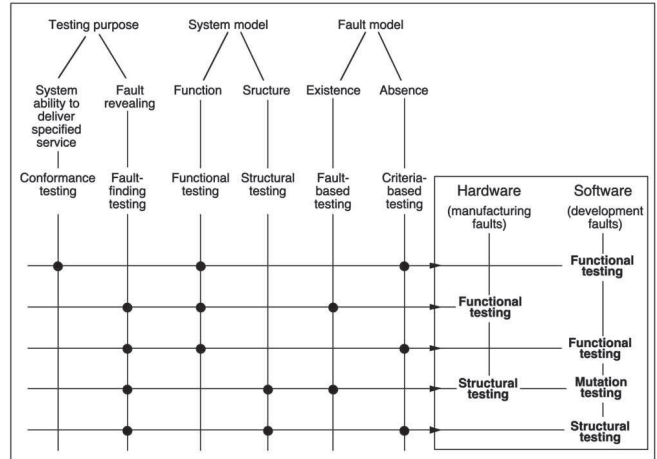 Testing purpose System model Fault model
System ability to deliver specified service
Fault revealing
Function
Sructure
Existence
Absence
Conformance testing
Fault-finding testing
Functional testing
Structural testing
Fault-based testing
Criteria-based testing
Hardware
(manufacturing faults)
Software
(development faults)
Functional testing
Functional testing
Functional testing
Structural testing
Mutation testing
Structural testing